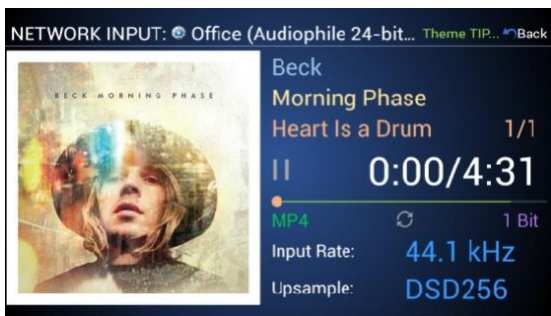 NETWORK INPUT: Office (Audiophile 24-bit... Theme TIP... Back
BECK MORNING PHASE
Beck
Morning Phase
Heart Is a Drum 1/1
0:00/4:31
MP4 1 Bit
Input Rate: 44.1 kHz
Upsample: DSD256